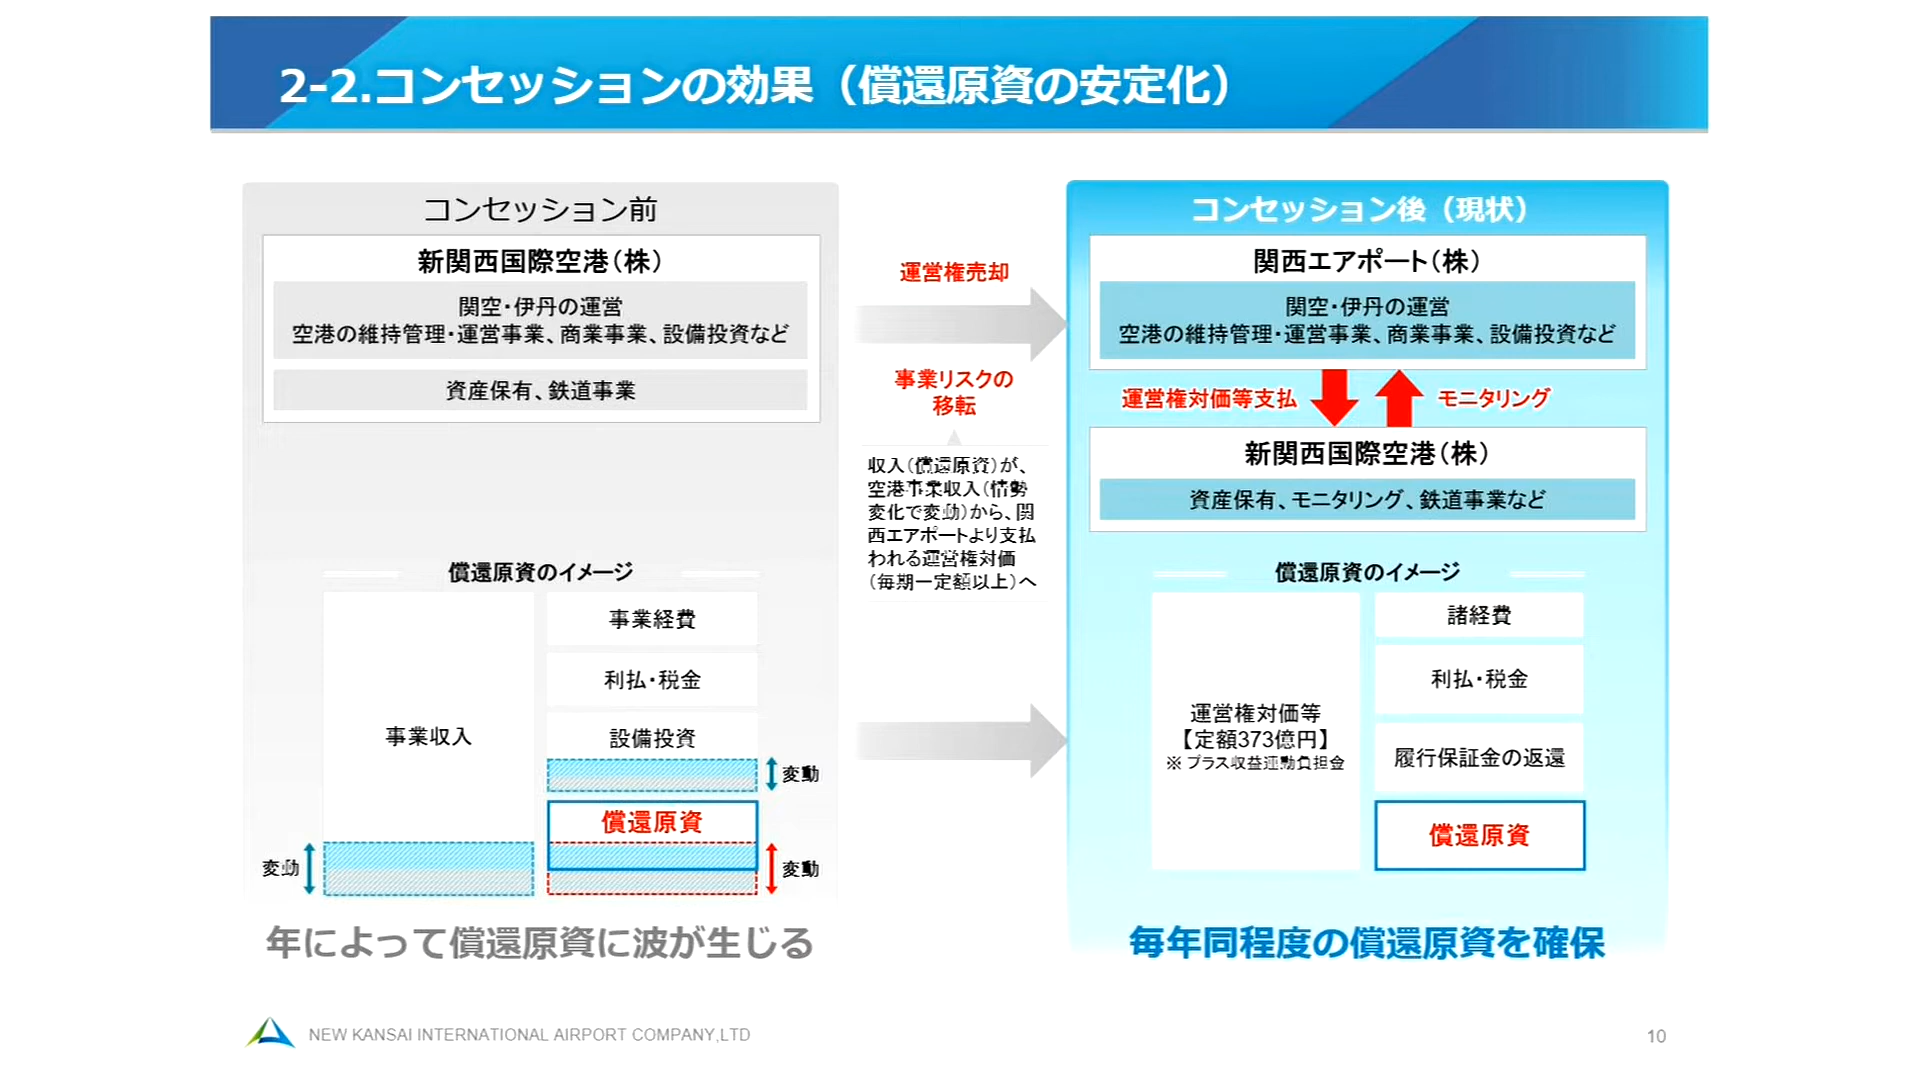 2-2.コンセッションの効果（償還原資の安定化）
コンセッション前
新関西国際空港（株）
関空・伊丹の運営
空港の維持管理・運営事業、商業事業、設備投資など
資産保有、鉄道事業
償還原資のイメージ
事業収入
変動
事業経費
利払・税金
設備投資
変動
償還原資
変動
年によって償還原資に波が生じる
運営権売却
事業リスクの
移転
収入（償還原資）が、
空港事業収入（情勢
変化で変動）から、関
西エアポートより支払
われる運営権対価
（毎期一定額以上）へ
コンセッション後（現状）
関西エアポート（株）
関空・伊丹の運営
空港の維持管理・運営事業、商業事業、設備投資など
運営権対価等支払
モニタリング
新関西国際空港（株）
資産保有、モニタリング、鉄道事業など
償還原資のイメージ
運営権対価等
【定額373億円】
※ プラス収益連動負担金
諸経費
利払・税金
履行保証金の返還
償還原資
毎年同程度の償還原資を確保
NEW KANSAI INTERNATIONAL AIRPORT COMPANY,LTD
10